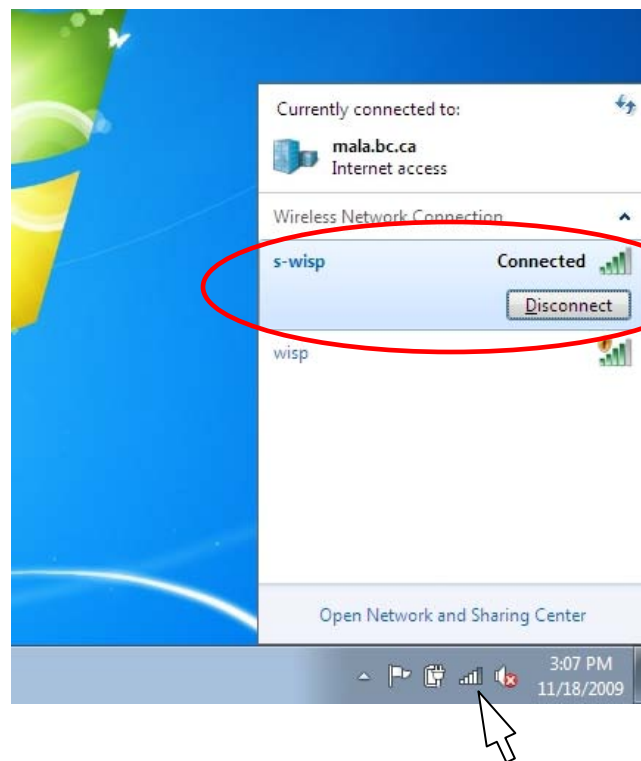 Currently connected to:
mala.bc.ca
Internet access
Wireless Network Connection
s-wisp Connected
Disconnect
wisp
Open Network and Sharing Center
3:07 PM
11/18/2009